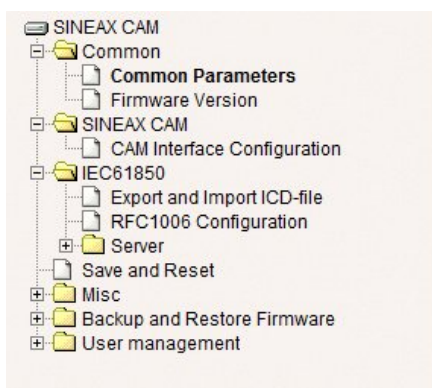 SINEAX CAM
Common
Common Parameters
Firmware Version
SINEAX CAM
CAM Interface Configuration
IEC61850
Export and Import ICD-file
RFC1006 Configuration
Server
Save and Reset
Misc
Backup and Restore Firmware
User management